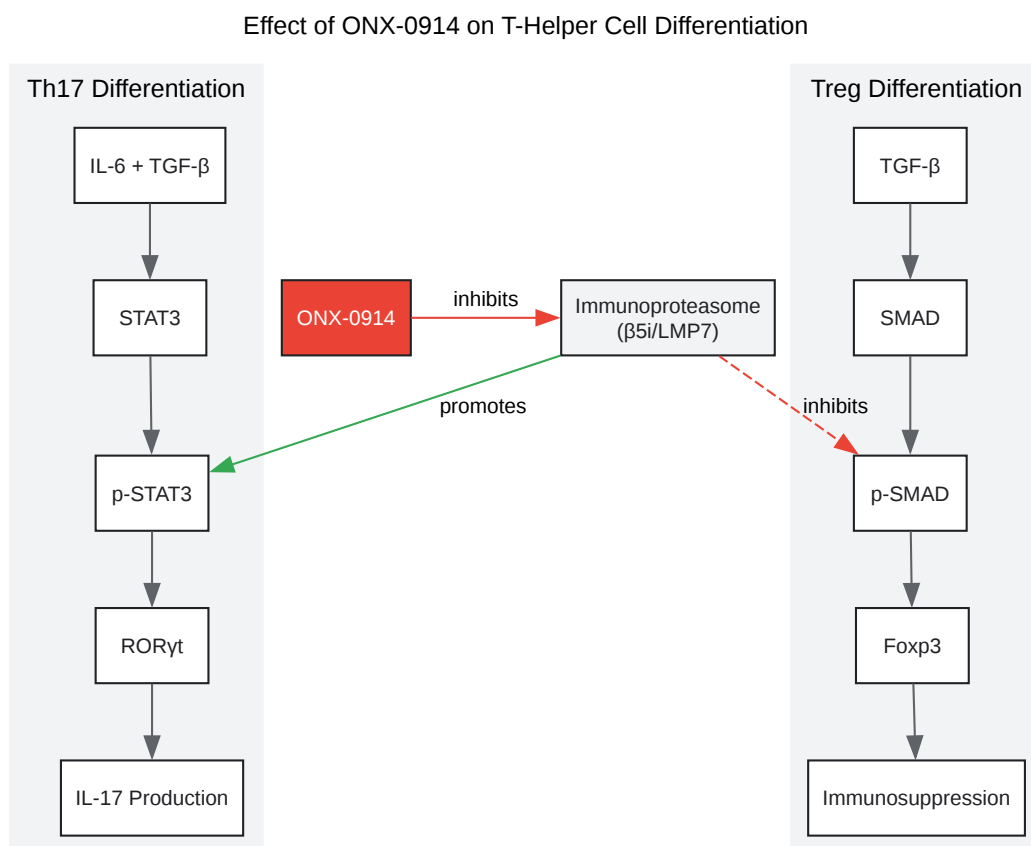 Effect of ONX-0914 on T-Helper Cell Differentiation
Th17 Differentiation
IL-6 + TGF-β
STAT3
p-STAT3
RORγt
IL-17 Production
ONX-0914
inhibits
Immunoproteasome
(β5i/LMP7)
promotes
inhibits
Treg Differentiation
TGF-β
SMAD
p-SMAD
Foxp3
Immunosuppression